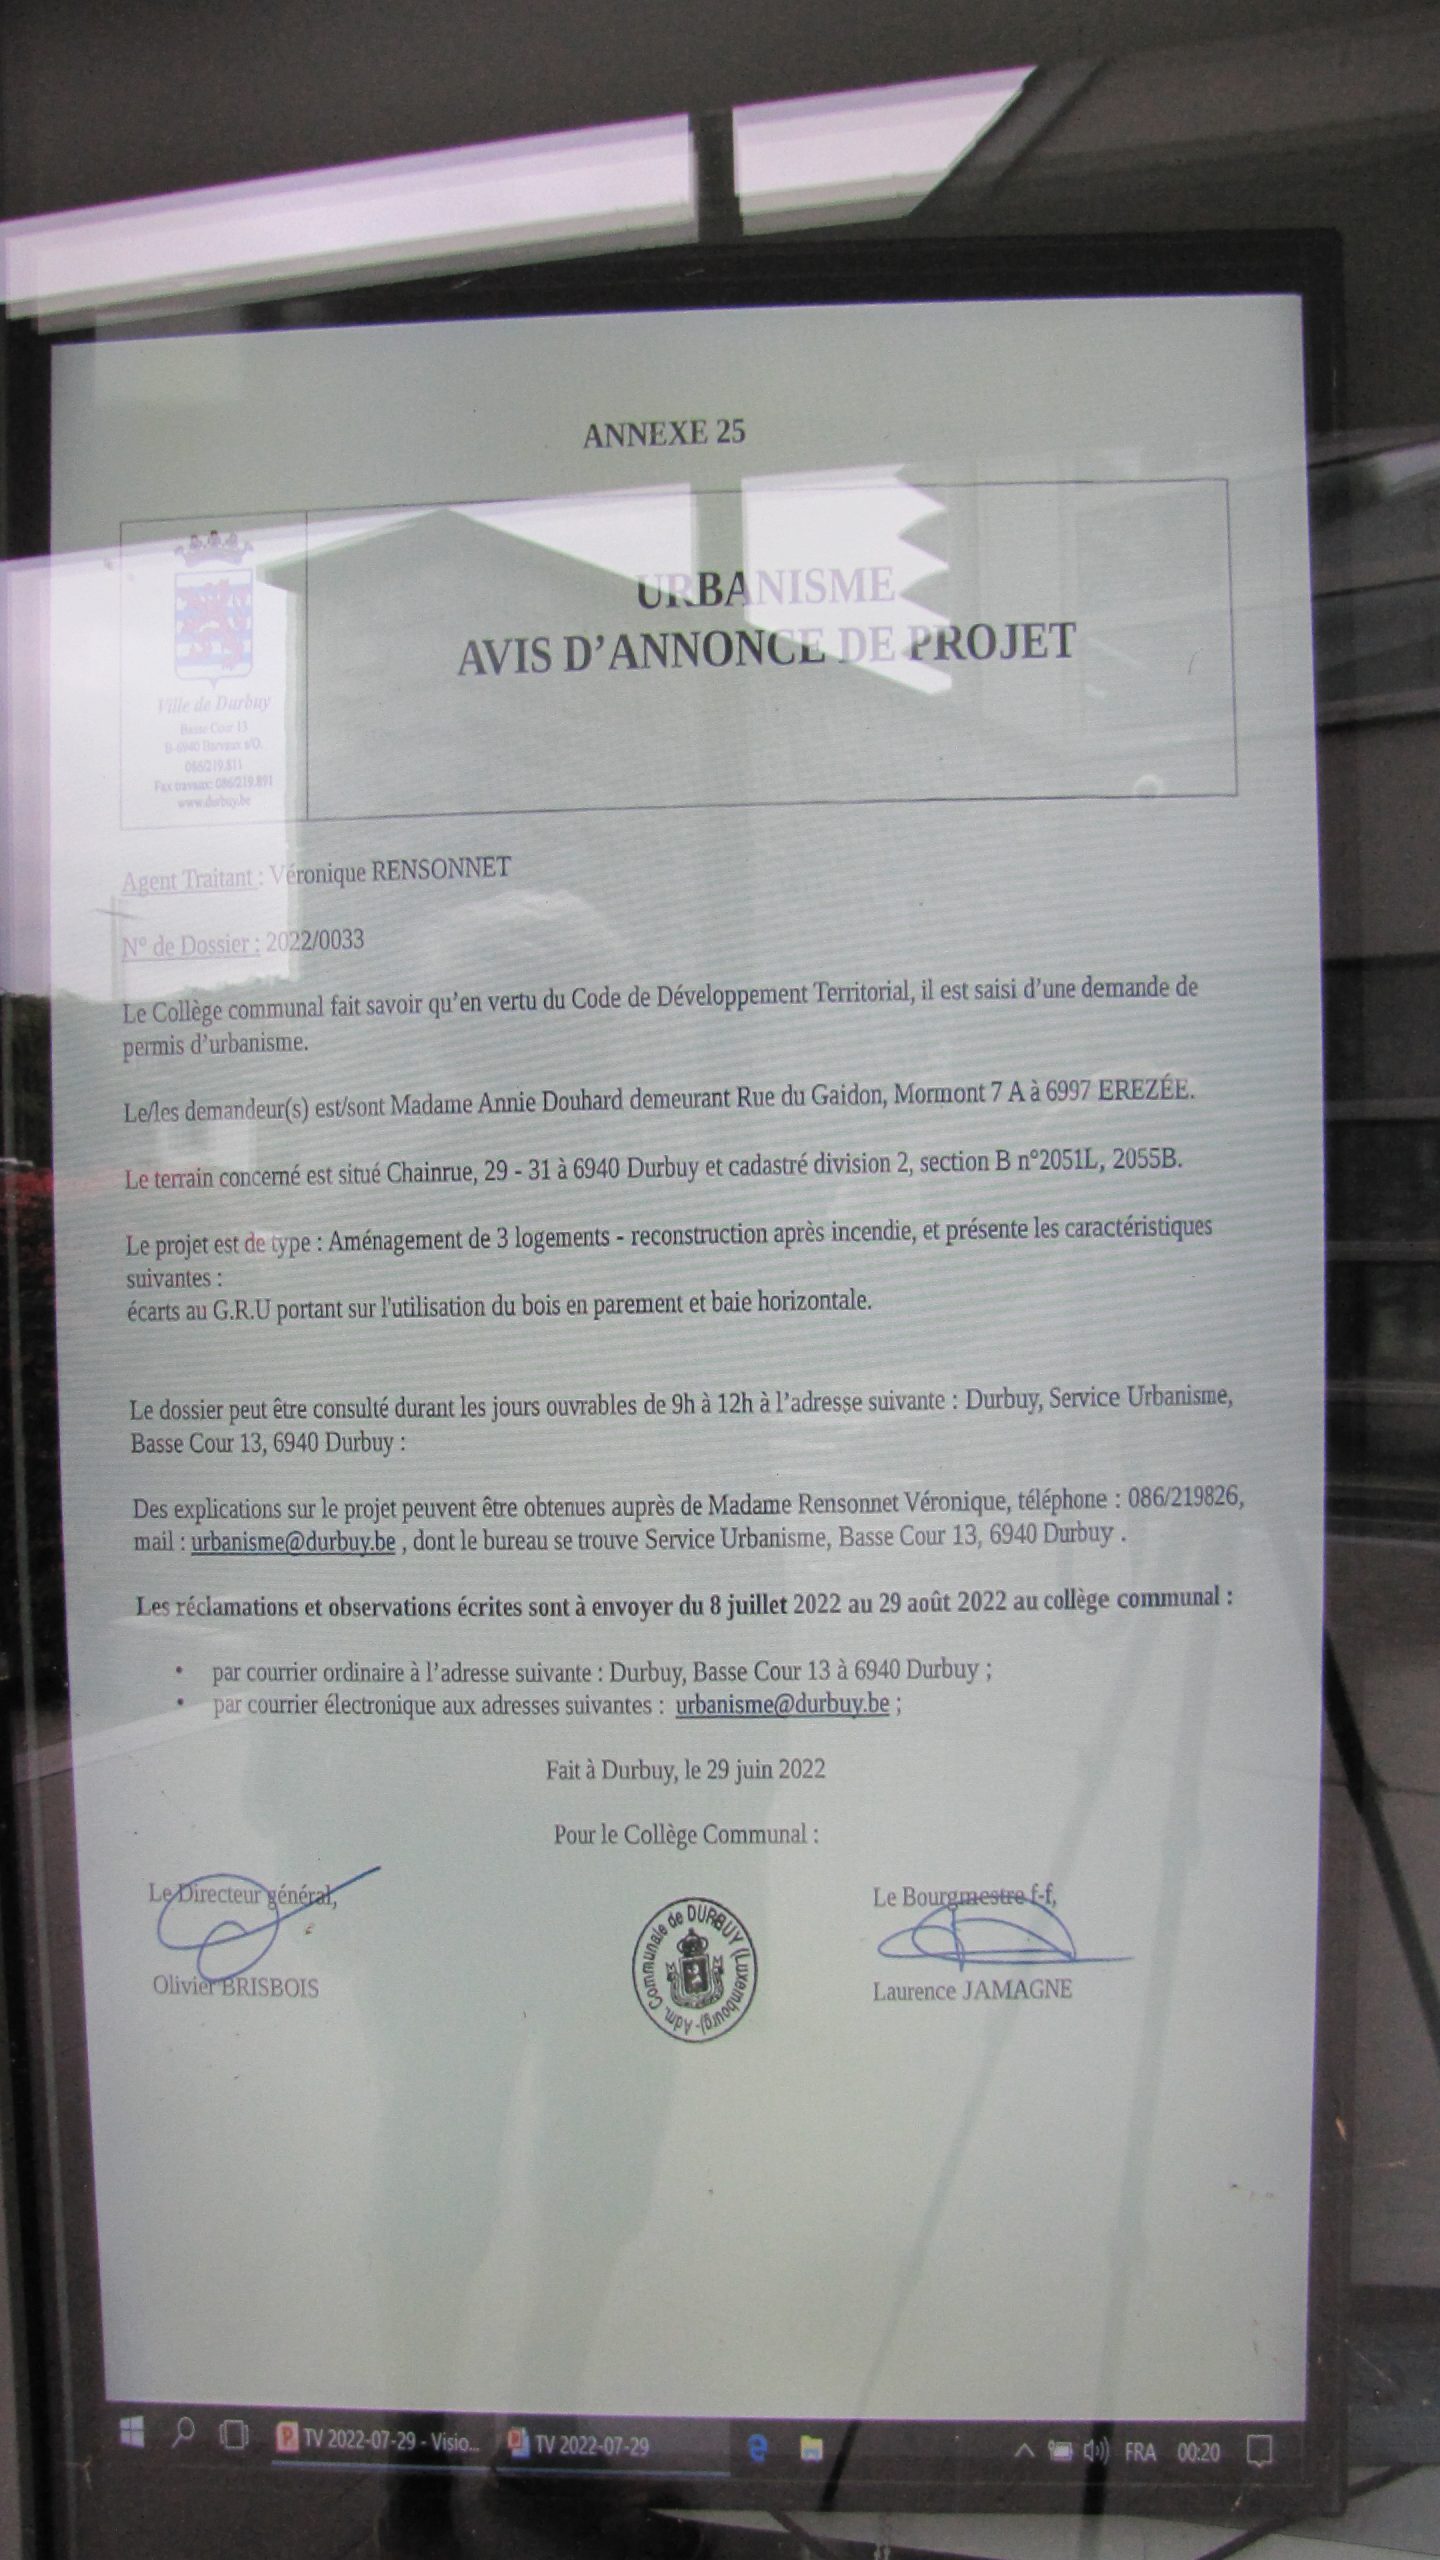 ANNEXE 25
URBANISME
AVIS D’ANNONCE DE PROJET
Ville de Durbuy
Basse Cour 13
B-6940 Barvaux s/O.
086/219.811
Fax travaux: 086/219.891
www.durbuy.be
Agent Traitant : Véronique RENSONNET
N° de Dossier : 2022/0033
Le Collège communal fait savoir qu’en vertu du Code de Développement Territorial, il est saisi d’une demande de
permis d’urbanisme.
Le/les demandeur(s) est/sont Madame Annie Douhard demeurant Rue du Gaidon, Mormont 7 A à 6997 EREZÉE.
Le terrain concerné est situé Chainrue, 29 - 31 à 6940 Durbuy et cadastré division 2, section B n°2051L, 2055B.
Le projet est de type : Aménagement de 3 logements - reconstruction après incendie, et présente les caractéristiques
suivantes :
écarts au G.R.U portant sur l'utilisation du bois en parement et baie horizontale.
Le dossier peut être consulté durant les jours ouvrables de 9h à 12h à l’adresse suivante : Durbuy, Service Urbanisme,
Basse Cour 13, 6940 Durbuy :
Des explications sur le projet peuvent être obtenues auprès de Madame Rensonnet Véronique, téléphone : 086/219826,
mail : urbanisme@durbuy.be , dont le bureau se trouve Service Urbanisme, Basse Cour 13, 6940 Durbuy .
Les réclamations et observations écrites sont à envoyer du 8 juillet 2022 au 29 août 2022 au collège communal :
• par courrier ordinaire à l’adresse suivante : Durbuy, Basse Cour 13 à 6940 Durbuy ;
• par courrier électronique aux adresses suivantes : urbanisme@durbuy.be ;
Fait à Durbuy, le 29 juin 2022
Pour le Collège Communal :
Le Directeur général,
Olivier BRISBOIS
Adm. Communale de DURBUY (Luxembourg)-
Le Bourgmestre f-f,
Laurence JAMAGNE
TV 2022-07-29 - Visio...
TV 2022-07-29
FRA
00:20